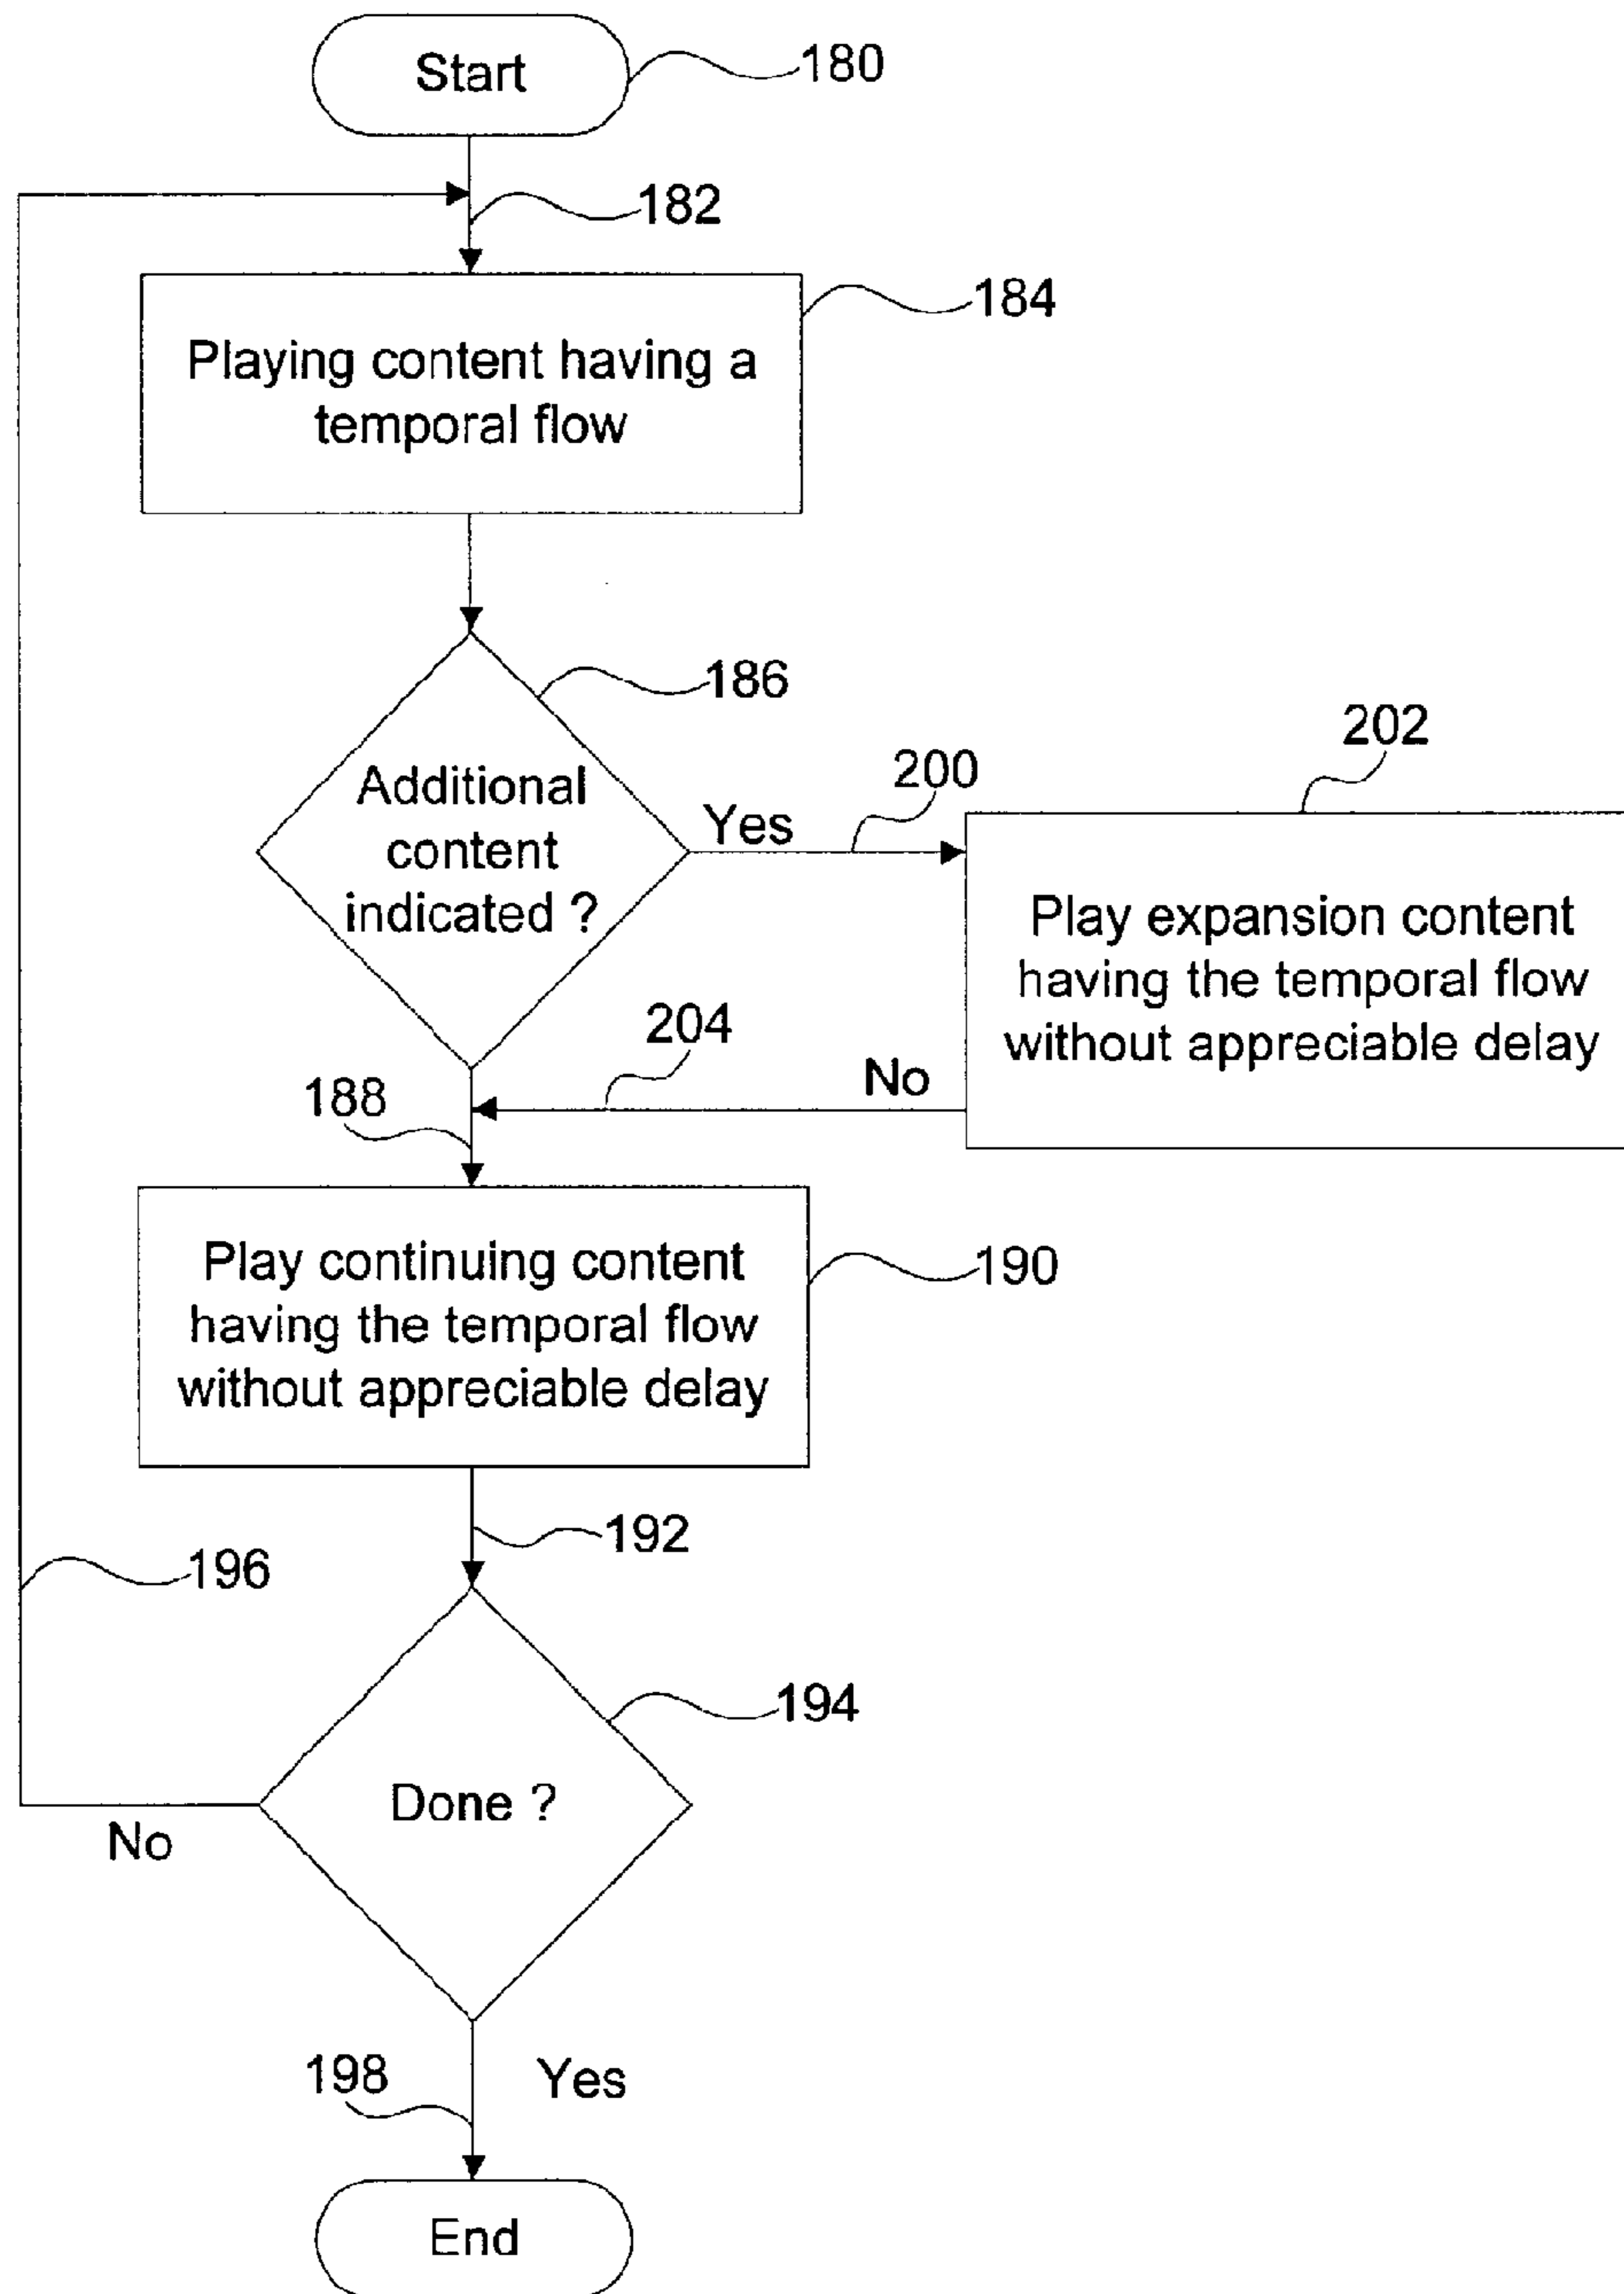 Start
180
182
184
Playing content having a
temporal flow
186
Additional
content
indicated ?
Yes
200
202
Play expansion content
having the temporal flow
without appreciable delay
204
No
188
Play continuing content
having the temporal flow
without appreciable delay
190
192
196
194
Done ?
No
198
Yes
End